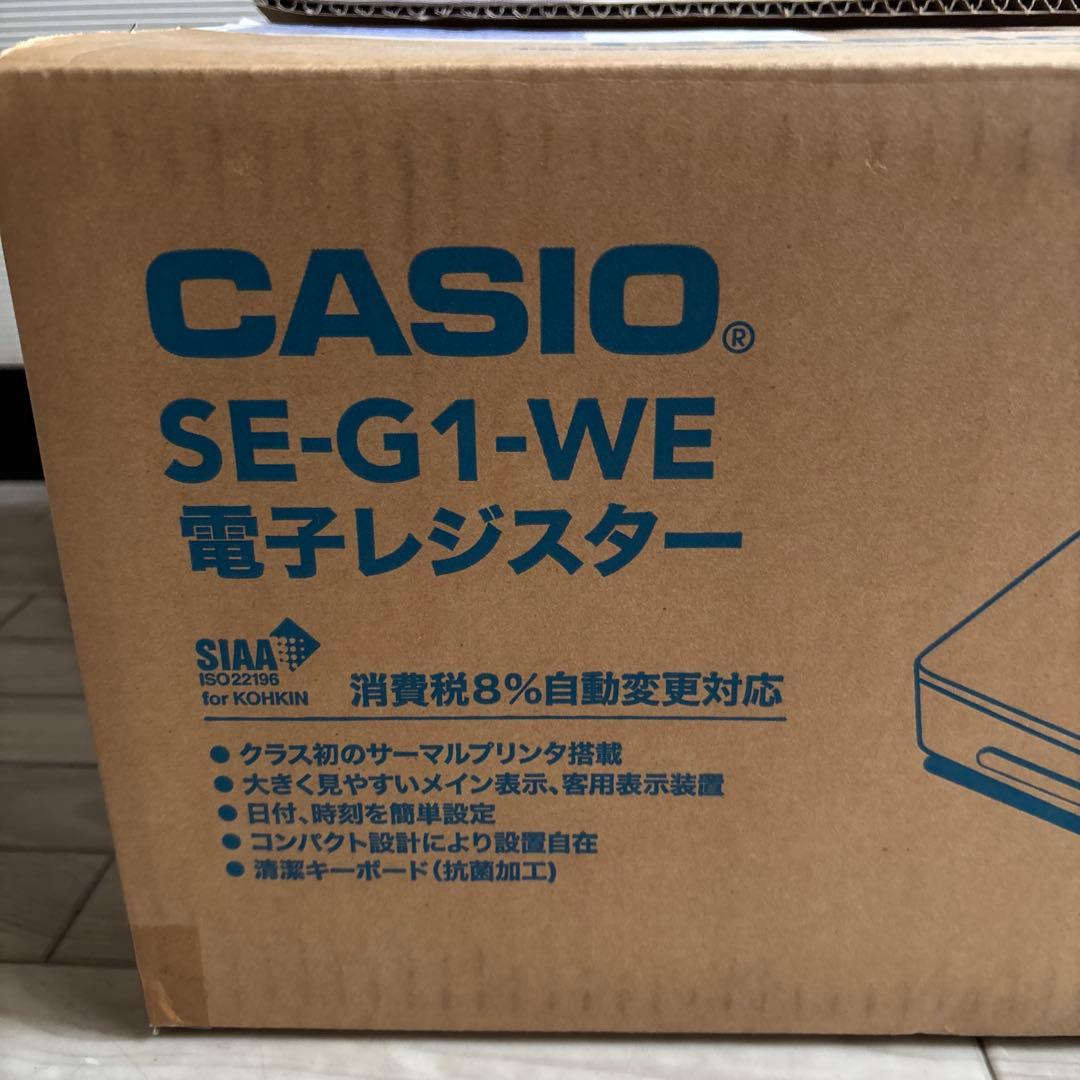 CASIO®
SE-G1-WE
電子レジスター
SIAA
ISO22196
for KOHKIN
消費税8%自動変更対応
● クラス初のサーマルプリンタ搭載
● 大きく見やすいメイン表示、客用表示装置
● 日付、時刻を簡単設定
● コンパクト設計により設置自在
● 清潔キーボード(抗菌加工)